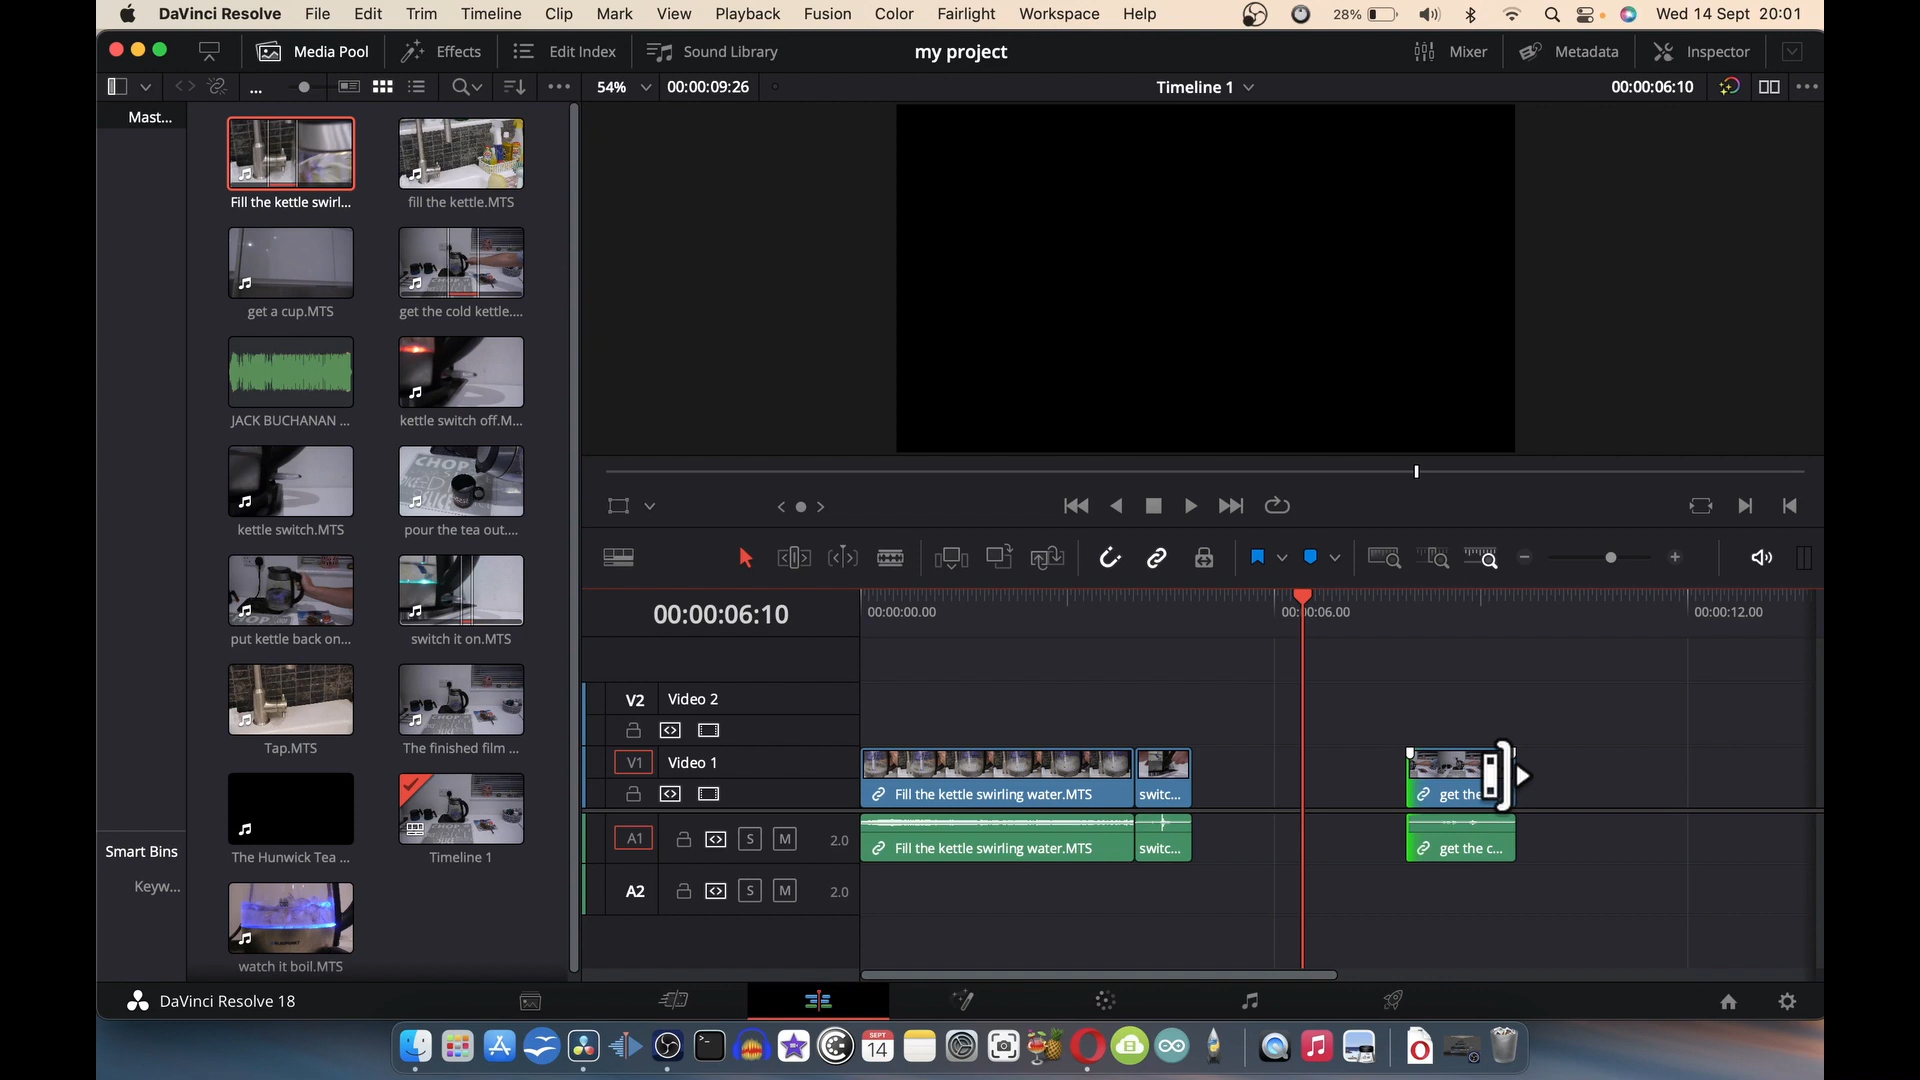 DaVinci Resolve File Edit Trim Timeline Clip Mark View Playback Fusion Color Fairlight Workspace Help 28% Wed 14 Sept 20:01
Media Pool Effects Edit Index Sound Library my project Mixer Metadata Inspector
... 54% 00:00:09:26 Timeline 1 00:00:06:10
Mast...
Fill the kettle swirl... fill the kettle.MTS
get a cup.MTS get the cold kettle....
JACK BUCHANAN ... kettle switch off.M...
kettle switch.MTS pour the tea out....
put kettle back on... switch it on.MTS
Tap.MTS The finished film ...
The Hunwick Tea ... Timeline 1
watch it boil.MTS
Smart Bins
Keyw...
00:00:06:10 00:00:00.00 00:00:06.00 00:00:12.00
V2 Video 2
V1 Video 1
Fill the kettle swirling water.MTS switc... get the
A1 S M 2.0
Fill the kettle swirling water.MTS switc... get the c...
A2 S M 2.0
DaVinci Resolve 18
SEPT
14